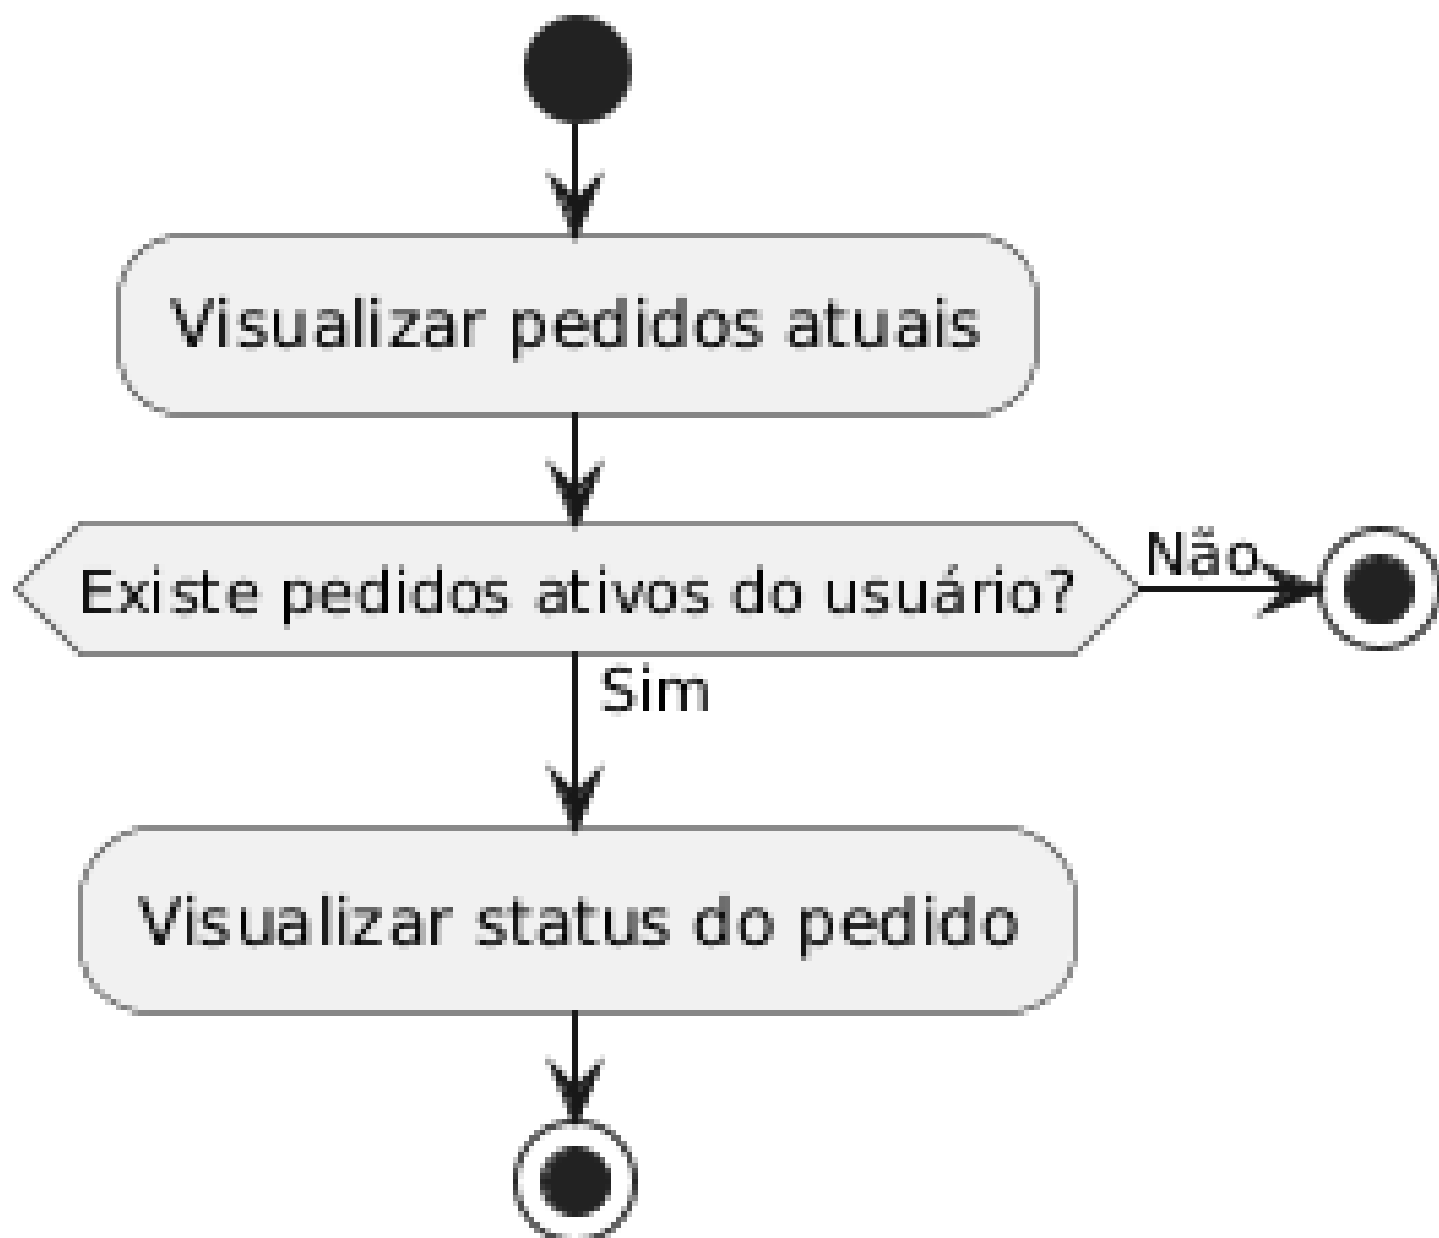 Visualizar pedidos atuais
Existe pedidos ativos do usuário?
Não
Sim
Visualizar status do pedido